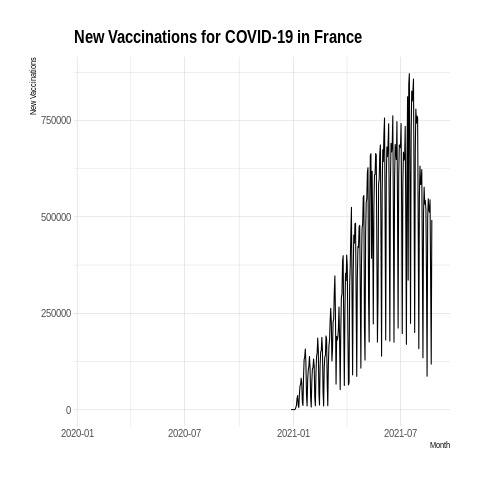 New Vaccinations for COVID-19 in France
New Vaccinations
750000
500000
250000
0
2020-01
2020-07
2021-01
2021-07
Month